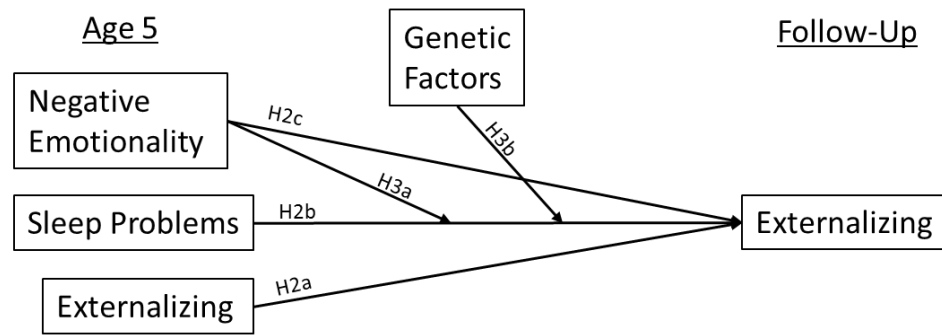 Age 5
Genetic
Factors
Follow-Up
Negative
Emotionality
H2c
H3b
H3a
Sleep Problems
H2b
Externalizing
Externalizing
H2a